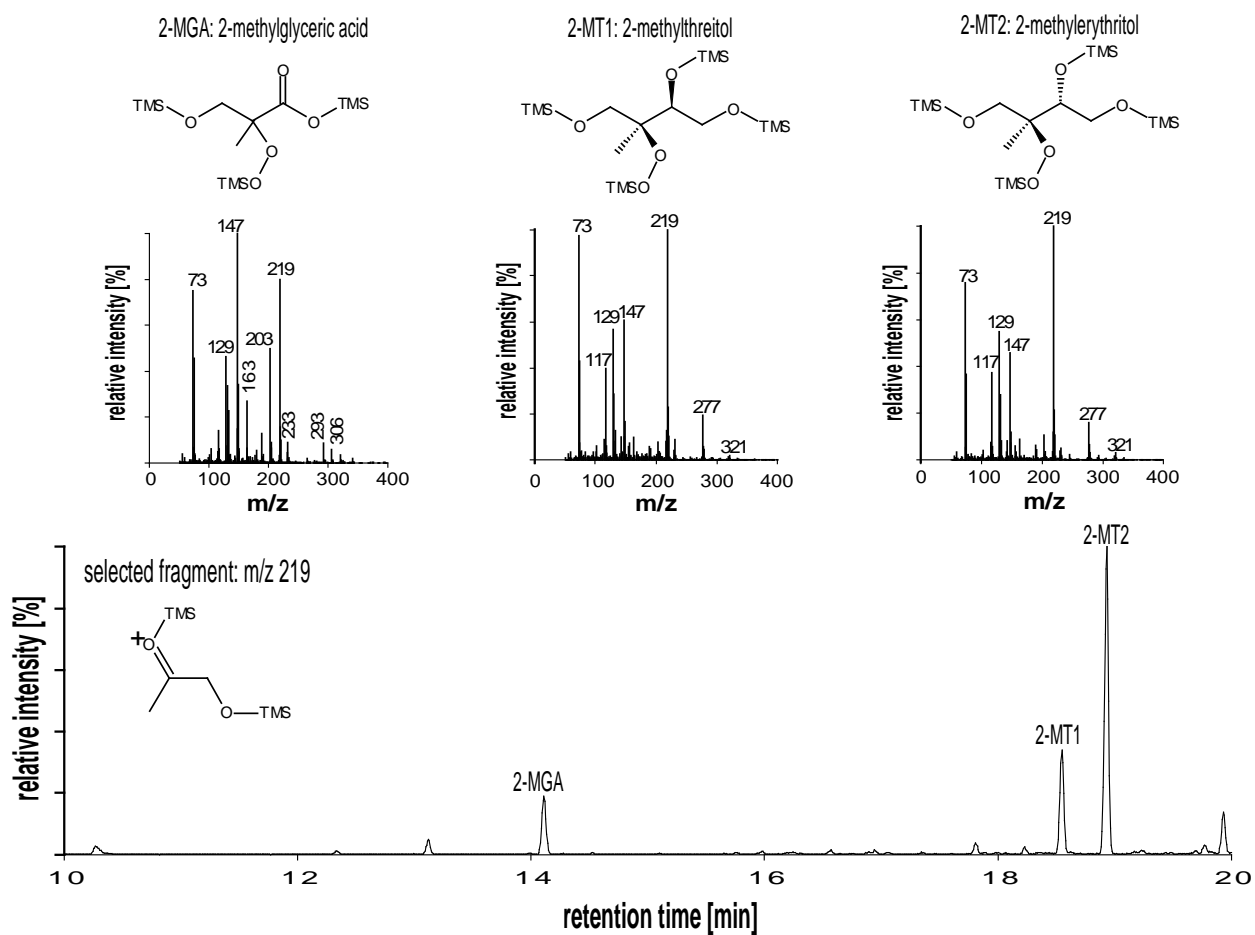 2-MGA: 2-methylglyceric acid
2-MT1: 2-methylthreitol
2-MT2: 2-methylerythritol
O
TMS
O
O
TMS
O
TMSO
TMS
O
TMS
O
O
TMS
O
TMSO
TMS
O
TMS
O
O
TMS
O
TMSO
relative intensity [%]
147
73
219
129
203
163
233
293
306
0
100
200
300
400
m/z
relative intensity [%]
73
219
129
147
117
277
321
0
100
200
300
400
m/z
relative intensity [%]
219
73
129
147
117
277
321
0
100
200
300
400
m/z
relative intensity [%]
selected fragment: m/z 219
TMS
+
O
O
TMS
2-MGA
2-MT1
2-MT2
10
12
14
16
18
20
retention time [min]